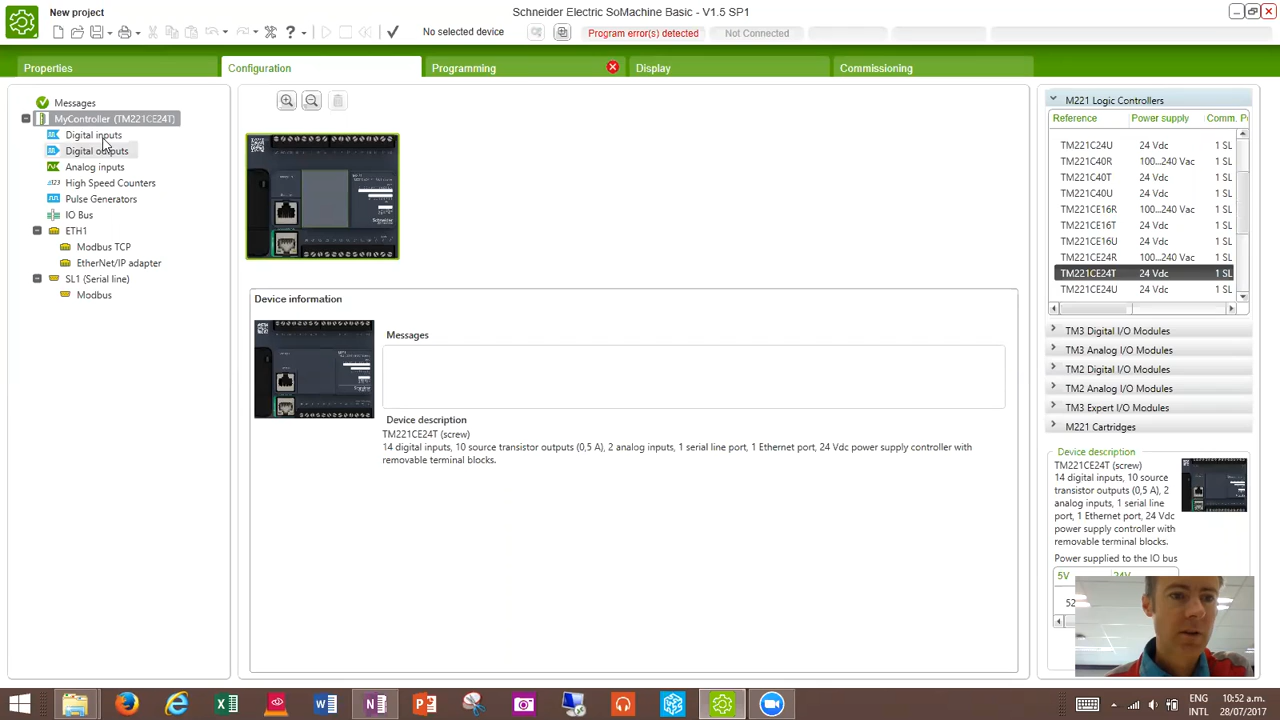 New project
Schneider Electric SoMachine Basic - V1.5 SP1
No selected device
Program error(s) detected
Not Connected
Properties
Configuration
Programming
Display
Commissioning
Messages
MyController (TM221CE24T)
Digital inputs
Digital outputs
Analog inputs
High Speed Counters
Pulse Generators
IO Bus
ETH1
Modbus TCP
EtherNet/IP adapter
SL1 (Serial line)
Modbus
Device information
Messages
Device description
TM221CE24T (screw)
14 digital inputs, 10 source transistor outputs (0,5 A), 2 analog inputs, 1 serial line port, 1 Ethernet port, 24 Vdc power supply controller with
removable terminal blocks.
M221 Logic Controllers
Reference Power supply Comm.
TM221C24U 24 Vdc 1 SL
TM221C40R 100...240 Vac 1 SL
TM221C40T 24 Vdc 1 SL
TM221C40U 24 Vdc 1 SL
TM221CE16R 100...240 Vac 1 SL
TM221CE16T 24 Vdc 1 SL
TM221CE16U 24 Vdc 1 SL
TM221CE24R 100...240 Vac 1 SL
TM221CE24T 24 Vdc 1 SL
TM221CE24U 24 Vdc 1 SL
TM3 Digital I/O Modules
TM3 Analog I/O Modules
TM2 Digital I/O Modules
TM2 Analog I/O Modules
TM3 Expert I/O Modules
M221 Cartridges
Device description
TM221CE24T (screw)
14 digital inputs, 10 source
transistor outputs (0,5 A), 2
analog inputs, 1 serial line
port, 1 Ethernet port, 24 Vdc
power supply controller with
removable terminal blocks.
Power supplied to the IO bus
5V 24V
52
ENG
INTL
10:52 a.m.
28/07/2017